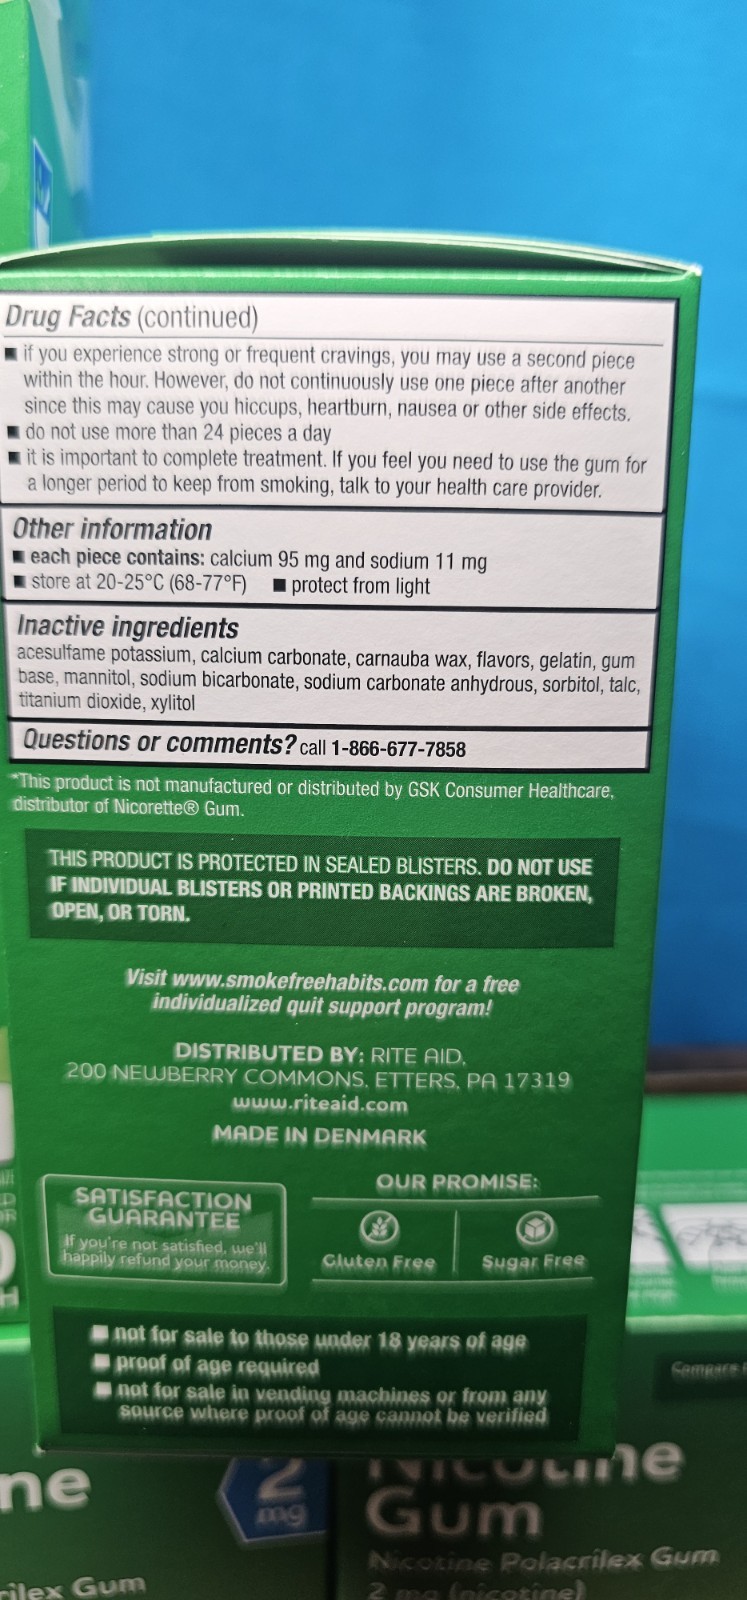 Drug Facts (continued)
■ if you experience strong or frequent cravings, you may use a second piece
within the hour. However, do not continuously use one piece after another
since this may cause you hiccups, heartburn, nausea or other side effects.
■ do not use more than 24 pieces a day
■ it is important to complete treatment. If you feel you need to use the gum for
a longer period to keep from smoking, talk to your health care provider.
Other information
■ each piece contains: calcium 95 mg and sodium 11 mg
■ store at 20-25°C (68-77°F) ■ protect from light
Inactive ingredients
acesulfame potassium, calcium carbonate, carnauba wax, flavors, gelatin, gum
base, mannitol, sodium bicarbonate, sodium carbonate anhydrous, sorbitol, talc,
titanium dioxide, xylitol
Questions or comments? call 1-866-677-7858
*This product is not manufactured or distributed by GSK Consumer Healthcare,
distributor of Nicorette® Gum.
THIS PRODUCT IS PROTECTED IN SEALED BLISTERS. DO NOT USE
IF INDIVIDUAL BLISTERS OR PRINTED BACKINGS ARE BROKEN,
OPEN, OR TORN.
Visit www.smokefreehabits.com for a free
individualized quit support program!
DISTRIBUTED BY: RITE AID,
200 NEWBERRY COMMONS, ETTERS, PA 17319
www.riteaid.com
MADE IN DENMARK
SATISFACTION
GUARANTEE
If you're not satisfied, we'll
happily refund your money.
OUR PROMISE:
Gluten Free
Sugar Free
■ not for sale to those under 18 years of age
■ proof of age required
■ not for sale in vending machines or from any
source where proof of age cannot be verified
Compare
ne
2
mg
rilex Gum
Nicotine
Gum
Nicotine Polacrilex Gum
2 mg (nicotine)